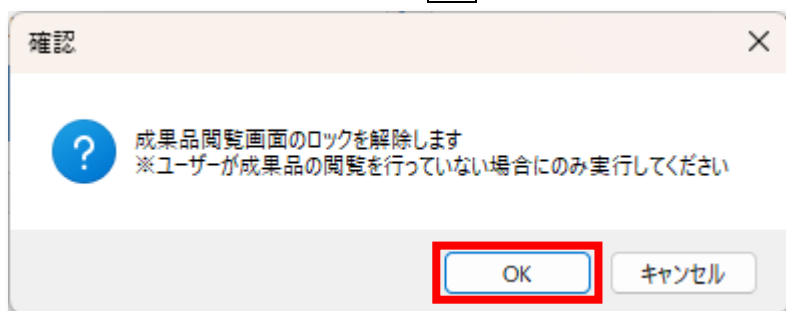 確認
成果品閲覧画面のロックを解除します
※ユーザーが成果品の閲覧を行っていない場合にのみ実行してください
OK
キャンセル